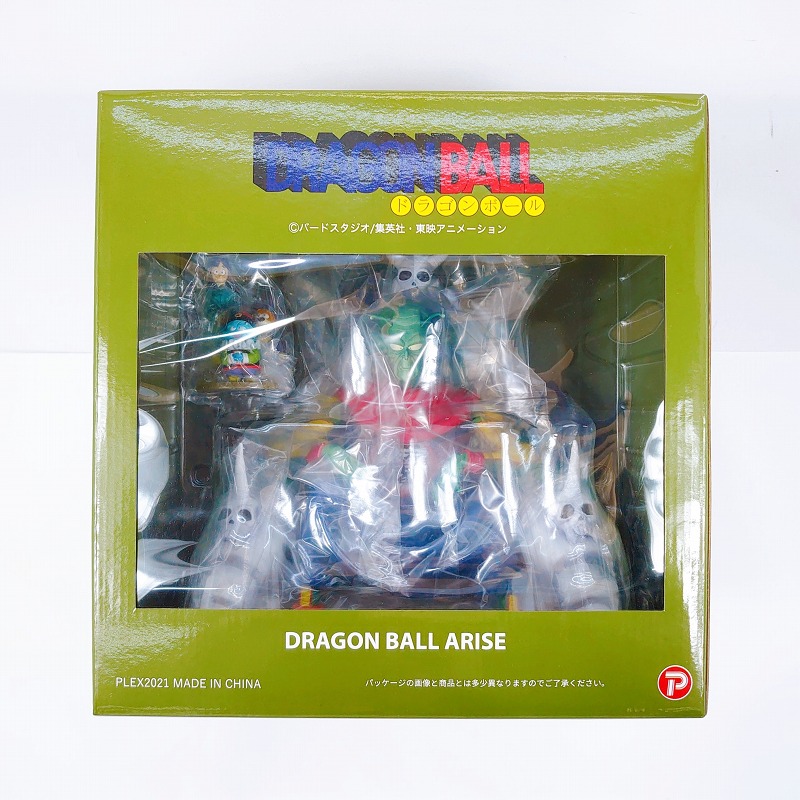 DRAGON BALL
ドラゴンボール
©バードスタジオ/集英社・東映アニメーション
DRAGON BALL ARISE
PLEX2021 MADE IN CHINA
パッケージの画像と商品とは多少異なりますのでご了承ください。
P